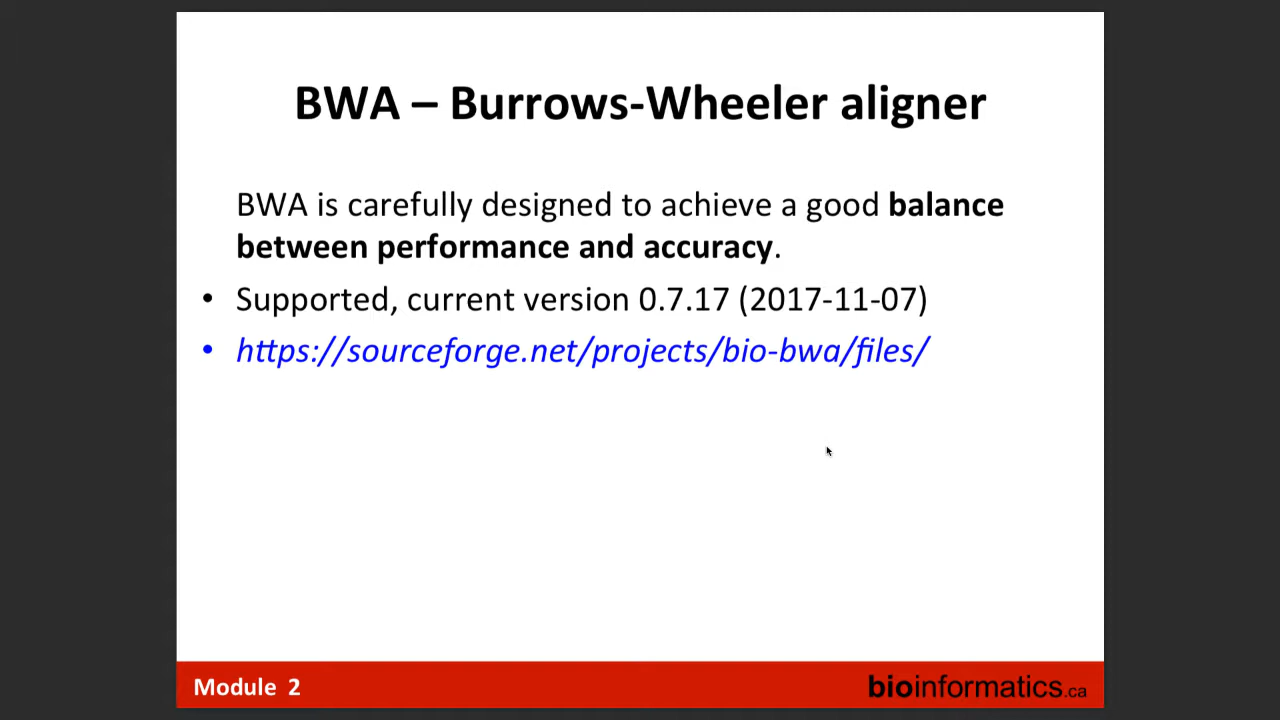 BWA – Burrows-Wheeler aligner
BWA is carefully designed to achieve a good balance
between performance and accuracy.
• Supported, current version 0.7.17 (2017-11-07)
• https://sourceforge.net/projects/bio-bwa/files/
Module 2
bioinformatics.ca